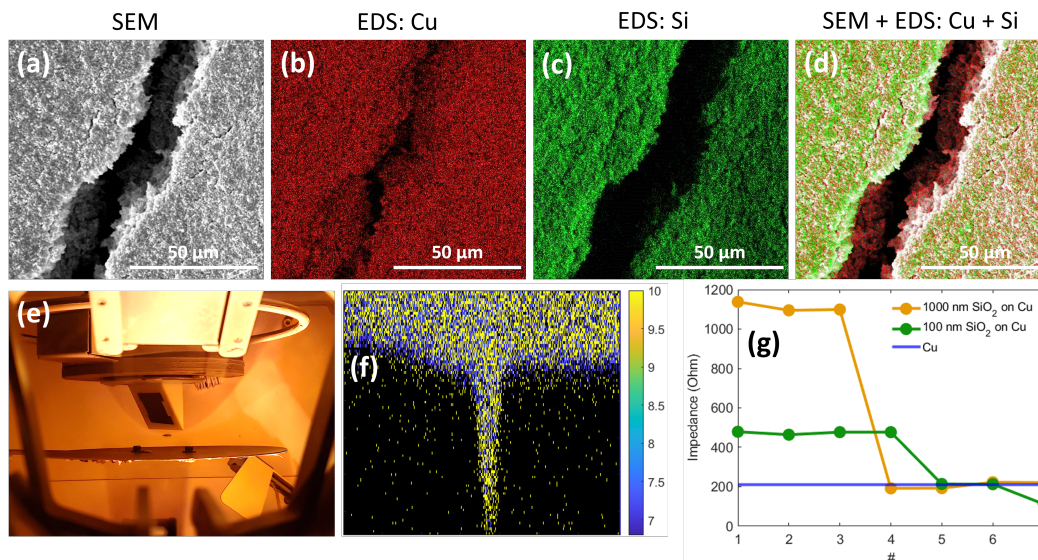 SEM
EDS: Cu
EDS: Si
SEM + EDS: Cu + Si
(a)
(b)
(c)
(d)
50 µm
50 µm
50 µm
50 µm
(e)
(f)
10
9.5
9
8.5
8
7.5
7
(g)
1200
1000
800
600
400
200
0
Impedance (Ohm)
1000 nm SiO₂ on Cu
100 nm SiO₂ on Cu
Cu
1 2 3 4 5 6
#